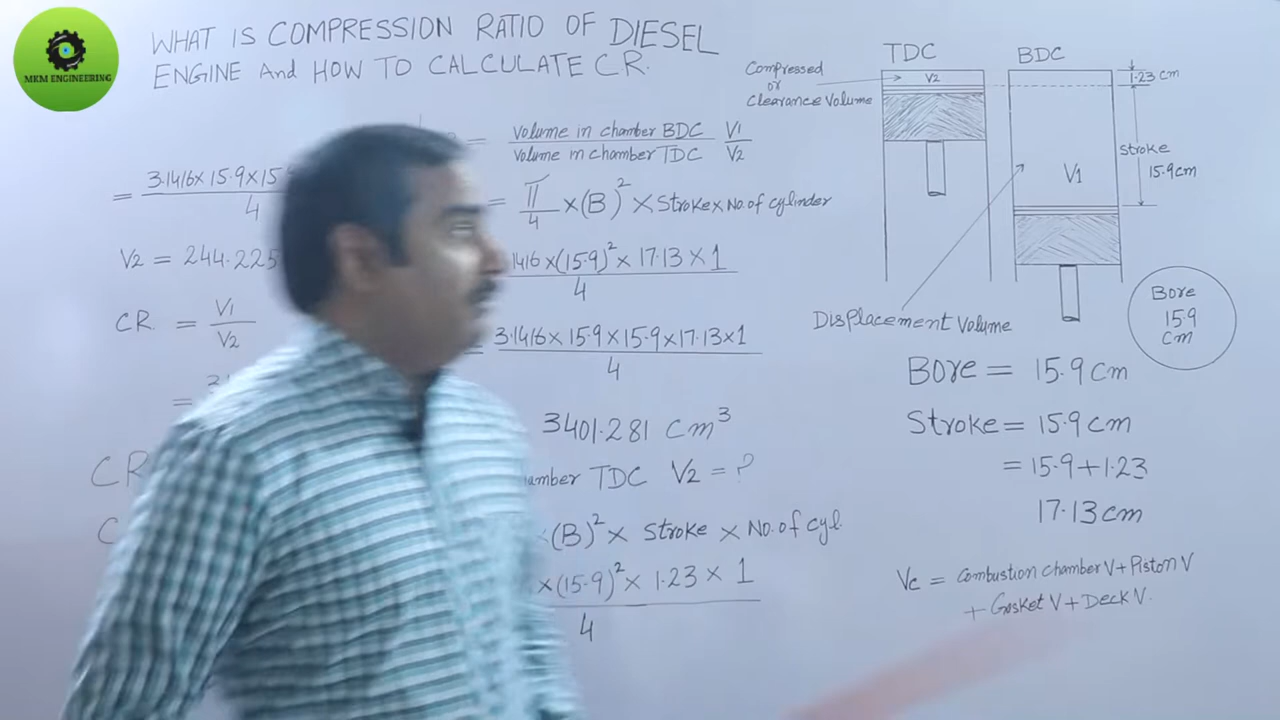 MKM ENGINEERING
WHAT IS COMPRESSION RATIO OF DIESEL
ENGINE And HOW TO CALCULATE CR.
= 3.1416 × 15.9 × 15
4
V2 = 244.225
CR = V1
V2
=
CR
C
= Volume in chamber BDC V1
Volume in chamber TDC V2
= π/4 × (B)² × Stroke × No. of cylinder
1416 × (15.9)² × 17.13 × 1
4
= 3.1416 × 15.9 × 15.9 × 17.13 × 1
4
3401.281 cm³
amber TDC V2 = ?
× (B)² × Stroke × No. of cyl.
× (15.9)² × 1.23 × 1
4
TDC
BDC
Compressed
or
Clearance Volume
V2
1.23 cm
Stroke
15.9 cm
V1
Displacement Volume
Bore
15.9
cm
Bore = 15.9 cm
Stroke = 15.9 cm
= 15.9 + 1.23
17.13 cm
Vc = Combustion chamber V + Piston V
+ Gasket V + Deck V.